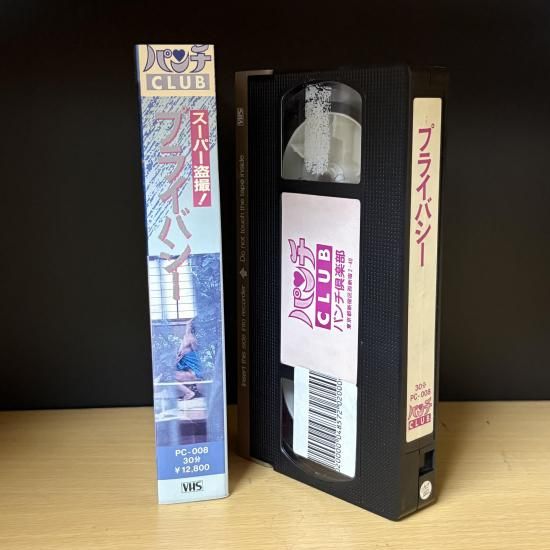 パンチ
CLUB
スーパー盗撮!
プライバシー
PC-008
30分
¥12,800
VHS
VHS
Do not touch the tape inside
Insert this side into recorder
パンチ
CLUB
パンチ倶楽部
020000048572020000
プライバシー
30分
PC-008
パンチ
CLUB